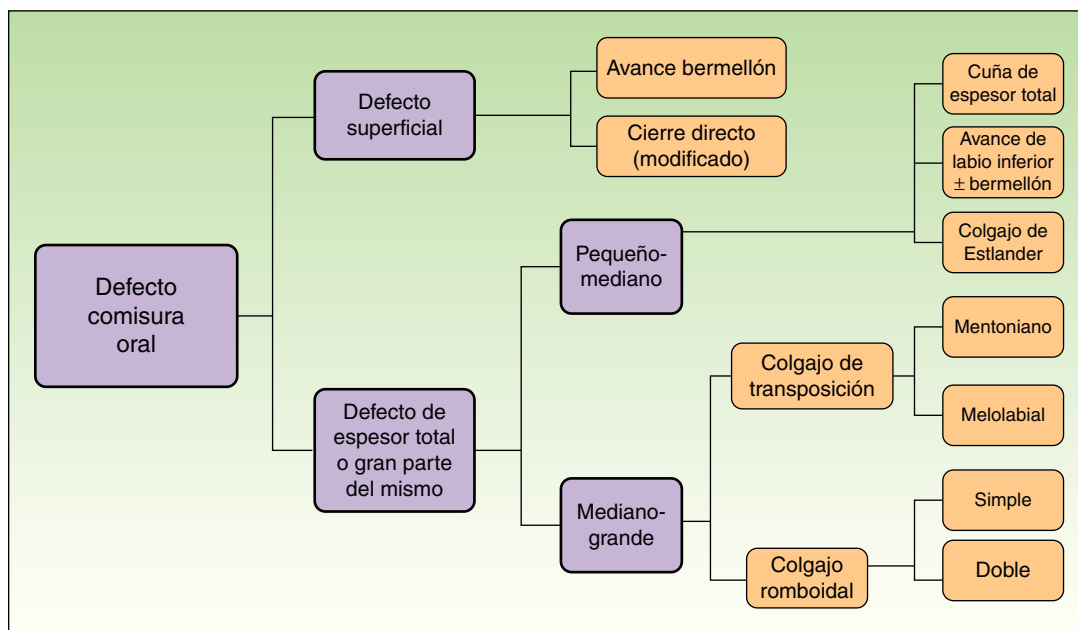 Defecto
comisura
oral
Defecto
superficial
Avance bermellón
Cierre directo
(modificado)
Defecto de
espesor total
o gran parte
del mismo
Pequeño-
mediano
Cuña de
espesor total
Avance de
labio inferior
± bermellón
Colgajo de
Estlander
Mediano-
grande
Colgajo de
transposición
Mentoniano
Melolabial
Colgajo
romboidal
Simple
Doble